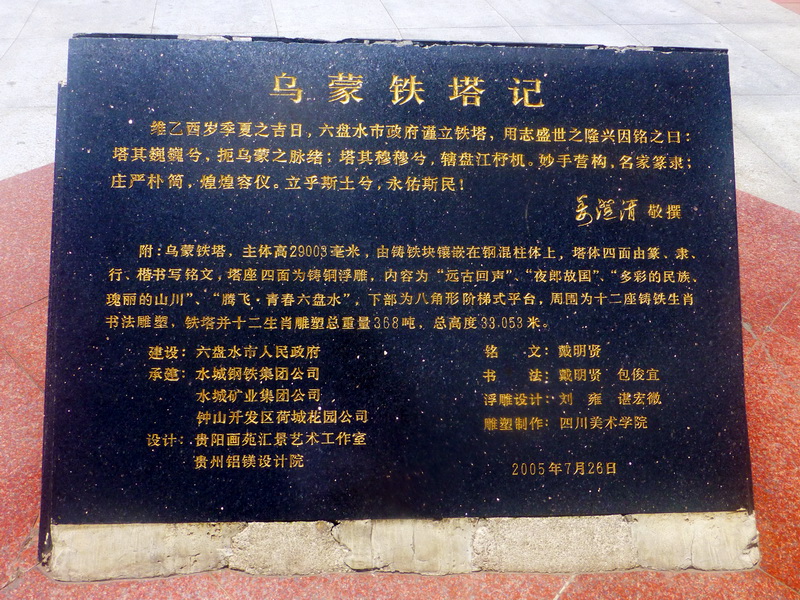 乌蒙铁塔记
维乙酉岁季夏之吉日，六盘水市政府谨立铁塔，用志盛世之隆兴因铭之曰：
塔其巍巍兮，扼乌蒙之脉绪；塔其穆穆兮，辖盘江杼机。妙手营构，名家篆隶；
庄严朴简，煌煌容仪。立乎斯土兮，永佑斯民！
敬撰
附：乌蒙铁塔，主体高29003毫米，由铸铁块镶嵌在钢混柱体上，塔体四面由篆、隶、
行、楷书写铭文，塔座四面为铸铜浮雕，内容为“远古回声”、“夜郎故国”、“多彩的民族、
瑰丽的山川”、“腾飞·青春六盘水”，下部为八角形阶梯式平台，周围为十二座铸铁生肖
书法雕塑，铁塔并十二生肖雕塑总重量368吨，总高度33.053米。
建设：六盘水市人民政府
承建：水城钢铁集团公司
水城矿业集团公司
钟山开发区荷城花园公司
设计：贵阳画苑汇景艺术工作室
贵州铝镁设计院
铭 文：戴明贤
书 法：戴明贤 包俊宜
浮雕设计：刘 雍 谌宏微
雕塑制作：四川美术学院
2005年7月26日